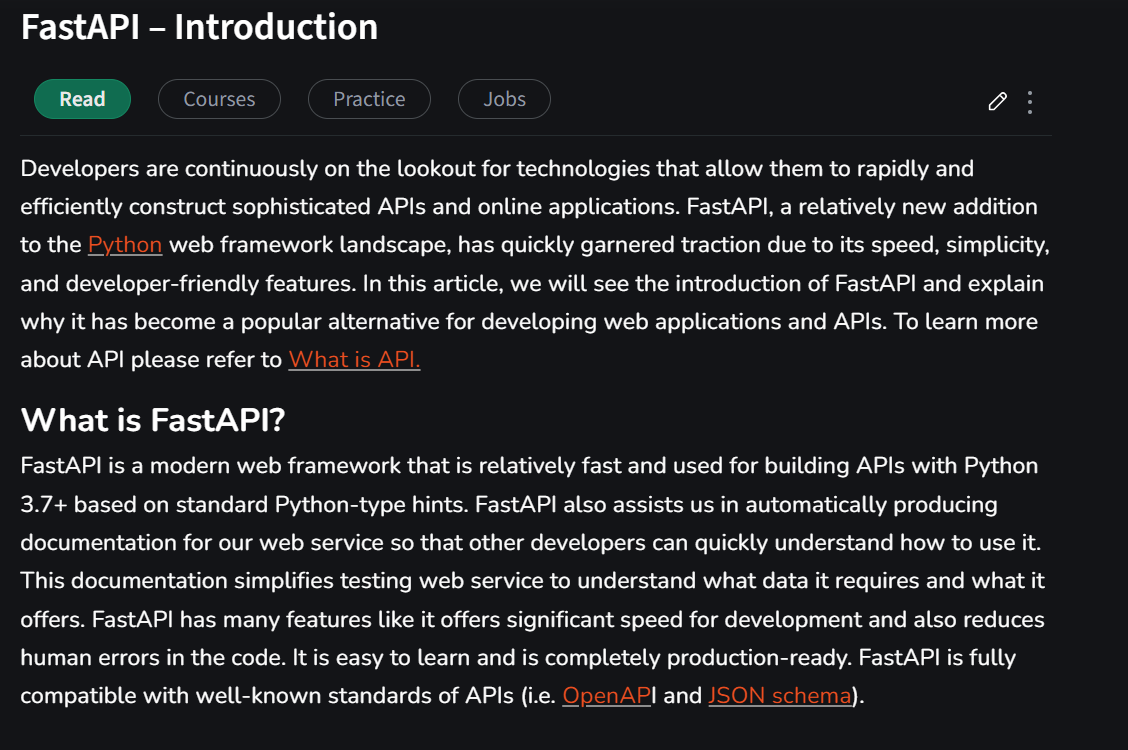 FastAPI – Introduction
Read
Courses
Practice
Jobs
Developers are continuously on the lookout for technologies that allow them to rapidly and
efficiently construct sophisticated APIs and online applications. FastAPI, a relatively new addition
to the Python web framework landscape, has quickly garnered traction due to its speed, simplicity,
and developer-friendly features. In this article, we will see the introduction of FastAPI and explain
why it has become a popular alternative for developing web applications and APIs. To learn more
about API please refer to What is API.
What is FastAPI?
FastAPI is a modern web framework that is relatively fast and used for building APIs with Python
3.7+ based on standard Python-type hints. FastAPI also assists us in automatically producing
documentation for our web service so that other developers can quickly understand how to use it.
This documentation simplifies testing web service to understand what data it requires and what it
offers. FastAPI has many features like it offers significant speed for development and also reduces
human errors in the code. It is easy to learn and is completely production-ready. FastAPI is fully
compatible with well-known standards of APIs (i.e. OpenAPI and JSON schema).